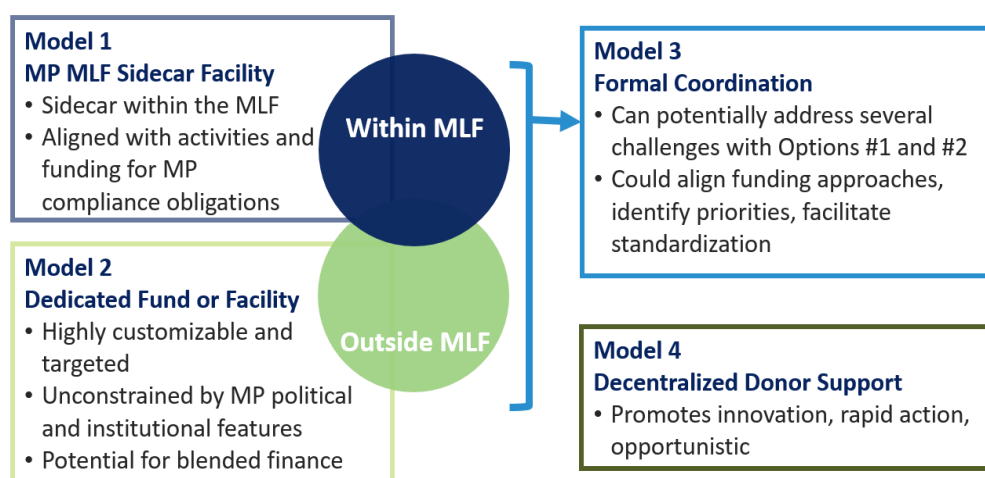 Model 1
MP MLF Sidecar Facility
• Sidecar within the MLF
• Aligned with activities and
funding for MP
compliance obligations
Within MLF
Model 2
Dedicated Fund or Facility
• Highly customizable and
targeted
• Unconstrained by MP political
and institutional features
• Potential for blended finance
Outside MLF
Model 3
Formal Coordination
• Can potentially address several
challenges with Options #1 and #2
• Could align funding approaches,
identify priorities, facilitate
standardization
Model 4
Decentralized Donor Support
• Promotes innovation, rapid action,
opportunistic